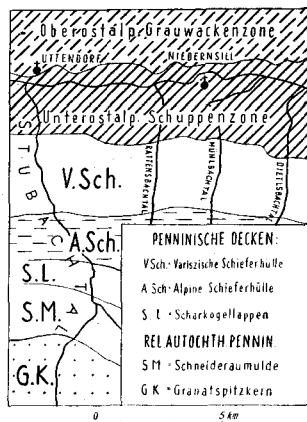 Oberostalp. Grauwackenzone
UTTENDORF
NIEDERNSILL
Unterostalp. Schuppenzone
STUBACHTAL
RATTENSBACHTAL
MÜHLBACHTAL
DIETLSBACHTAL
V.Sch.
A.Sch.
S.L.
S.M.
G.K.
PENNINISCHE DECKEN:
V.Sch.-Variszische Schieferhülle
A.Sch-Alpine Schieferhülle
S.L.-Scharkogellappen
REL.AUTOCHTH.PENNIN.
S.M.-Schneideraumulde
G.K-Granatspitzkern
0 5 km